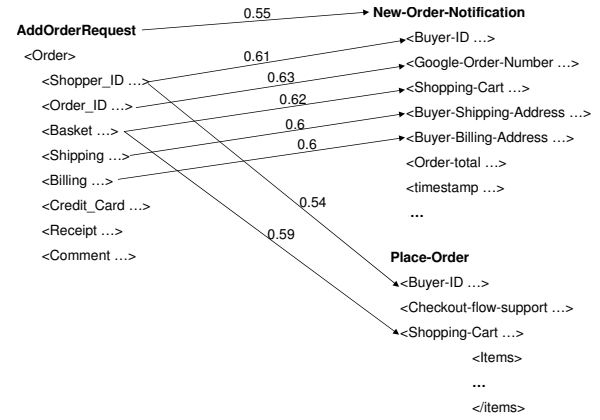 AddOrderRequest
<Order>
<Shopper_ID …>
<Order_ID …>
<Basket …>
<Shipping …>
<Billing …>
<Credit_Card …>
<Receipt …>
<Comment …>
0.55
0.61
0.63
0.62
0.6
0.6
0.54
0.59
New-Order-Notification
<Buyer-ID …>
<Google-Order-Number …>
<Shopping-Cart …>
<Buyer-Shipping-Address …>
<Buyer-Billing-Address …>
<Order-total …>
<timestamp …>
…
Place-Order
<Buyer-ID …>
<Checkout-flow-support …>
<Shopping-Cart …>
<Items>
…
</items>